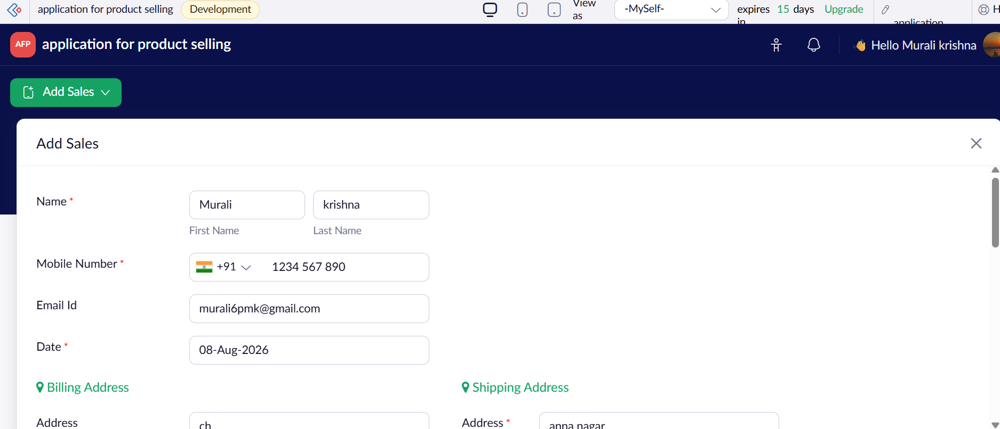 application for product selling Development View as -MySelf- expires in 15 days Upgrade
AFP application for product selling Hello Murali krishna
Add Sales
Add Sales
Name * Murali krishna
First Name Last Name
Mobile Number * +91 1234 567 890
Email Id murali6pmk@gmail.com
Date * 08-Aug-2026
Billing Address Shipping Address
Address ch Address * anna nagar